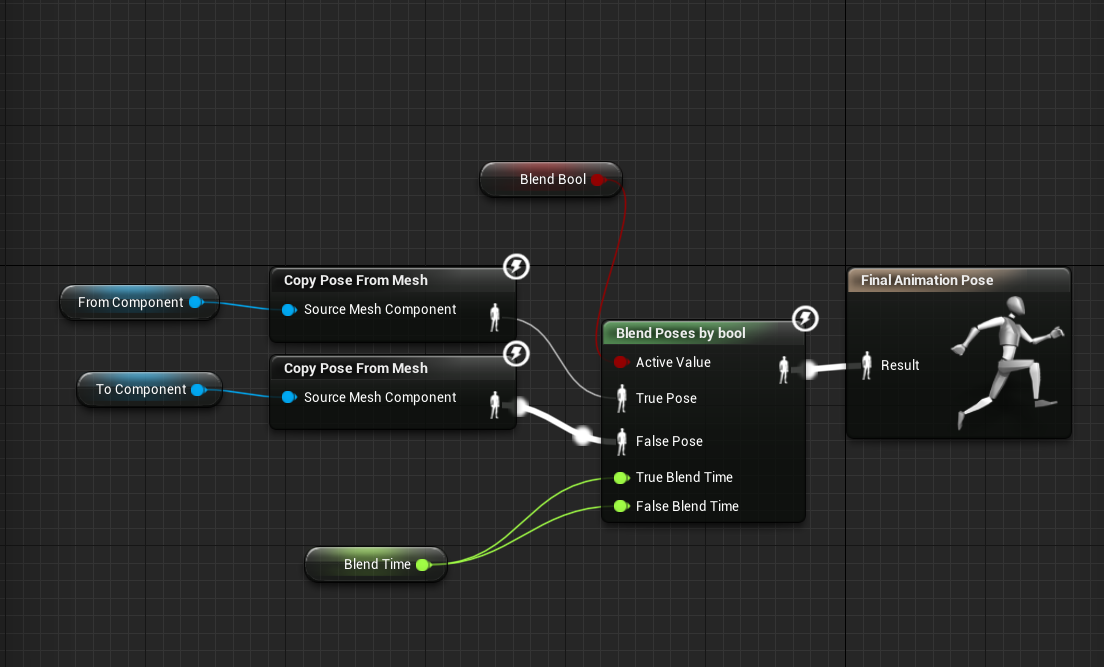 Blend Bool
Copy Pose From Mesh
From Component
Source Mesh Component
Copy Pose From Mesh
To Component
Source Mesh Component
Blend Poses by bool
Active Value
True Pose
False Pose
True Blend Time
False Blend Time
Blend Time
Final Animation Pose
Result